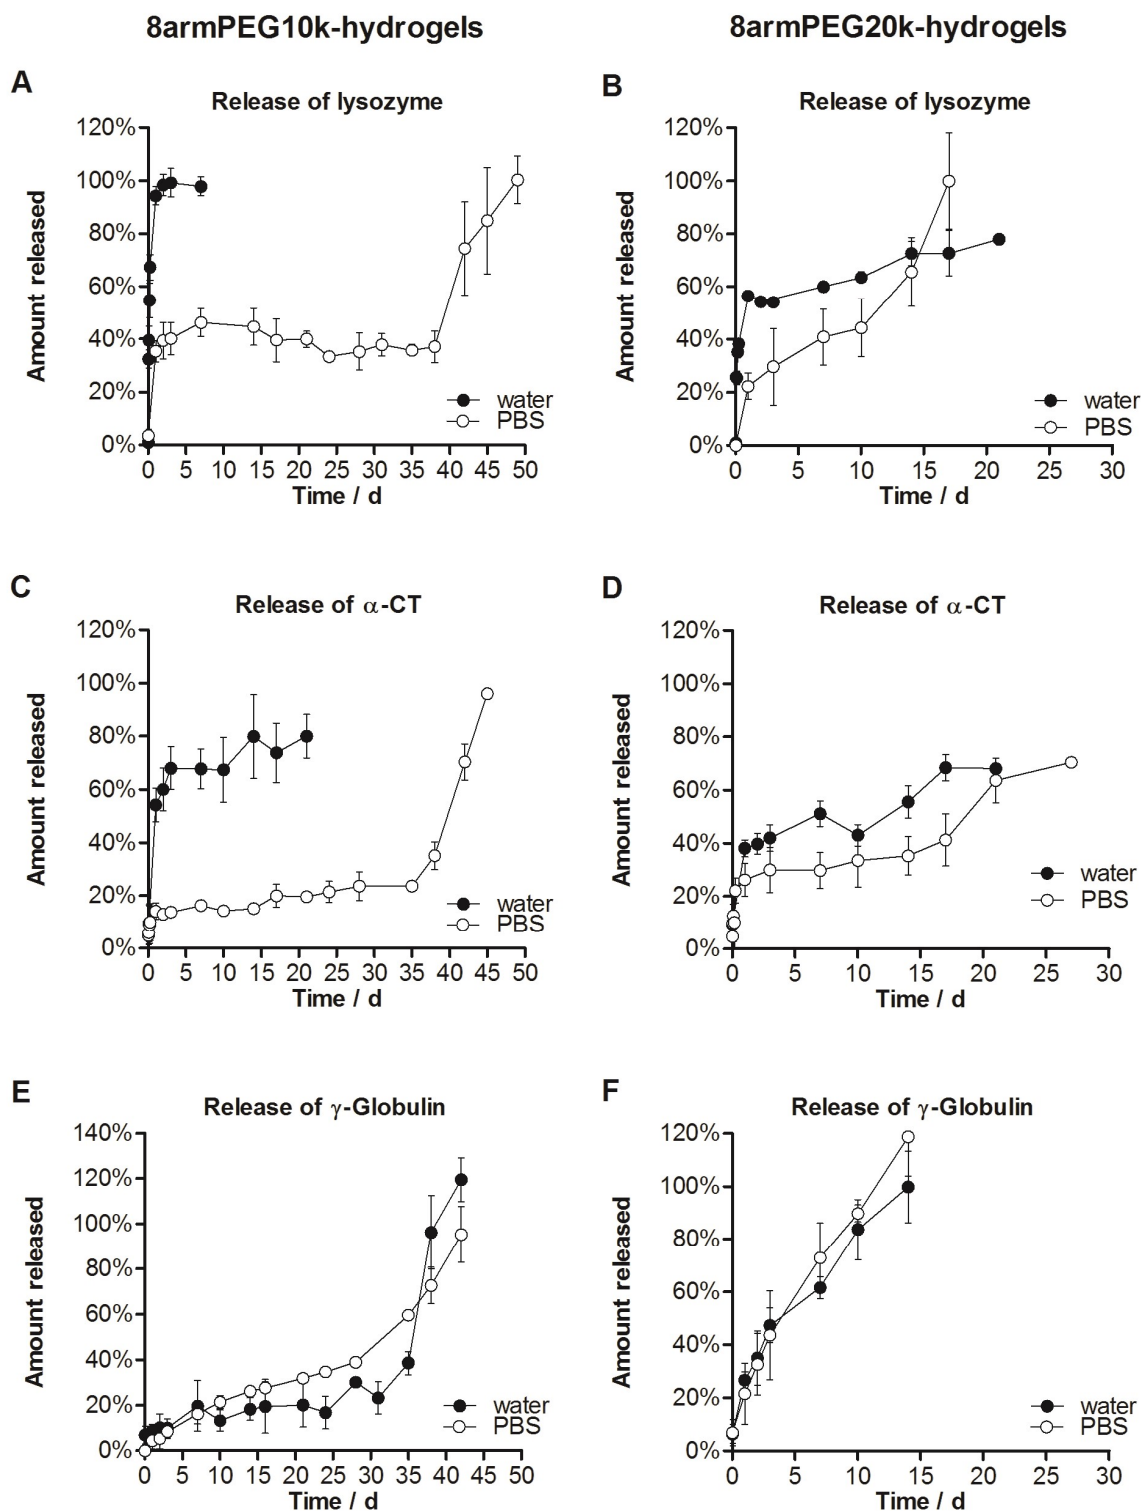 8armPEG10k-hydrogels
8armPEG20k-hydrogels
A
Release of lysozyme
Amount released
120%
100%
80%
60%
40%
20%
0%
0 5 10 15 20 25 30 35 40 45 50
Time / d
water
PBS
B
Release of lysozyme
Amount released
120%
100%
80%
60%
40%
20%
0%
0 5 10 15 20 25 30
Time / d
water
PBS
C
Release of α-CT
Amount released
120%
100%
80%
60%
40%
20%
0%
0 5 10 15 20 25 30 35 40 45 50
Time / d
water
PBS
D
Release of α-CT
Amount released
120%
100%
80%
60%
40%
20%
0%
0 5 10 15 20 25 30
Time / d
water
PBS
E
Release of γ-Globulin
Amount released
140%
120%
100%
80%
60%
40%
20%
0%
0 5 10 15 20 25 30 35 40 45 50
Time / d
water
PBS
F
Release of γ-Globulin
Amount released
120%
100%
80%
60%
40%
20%
0%
0 5 10 15 20 25 30
Time / d
water
PBS